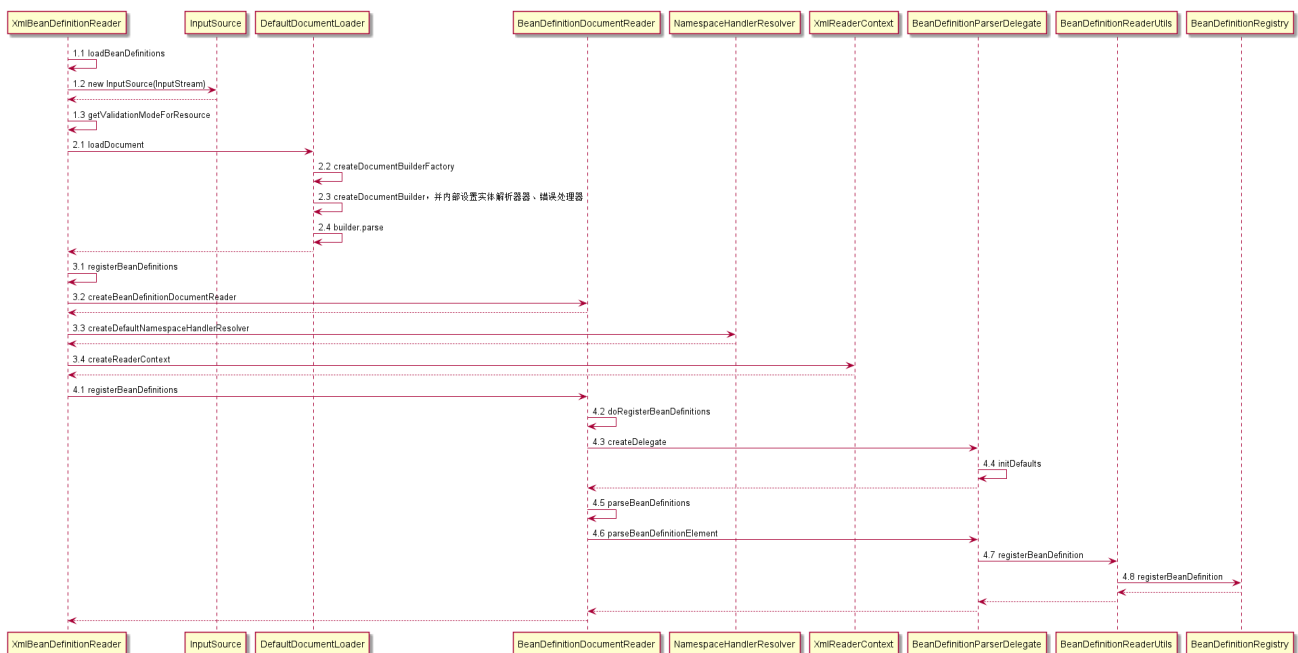 XmlBeanDefinitionReader InputSource DefaultDocumentLoader BeanDefinitionDocumentReader NamespaceHandlerResolver XmlReaderContext BeanDefinitionParserDelegate BeanDefinitionReaderUtils BeanDefinitionRegistry
1.1 loadBeanDefinitions
1.2 new InputSource(InputStream)
1.3 getValidationModeForResource
2.1 loadDocument
2.2 createDocumentBuilderFactory
2.3 createDocumentBuilder，并内部设置实体解析器器、错误处理器
2.4 builder.parse
3.1 registerBeanDefinitions
3.2 createBeanDefinitionDocumentReader
3.3 createDefaultNamespaceHandlerResolver
3.4 createReaderContext
4.1 registerBeanDefinitions
4.2 doRegisterBeanDefinitions
4.3 createDelegate
4.4 initDefaults
4.5 parseBeanDefinitions
4.6 parseBeanDefinitionElement
4.7 registerBeanDefinition
4.8 registerBeanDefinition
XmlBeanDefinitionReader InputSource DefaultDocumentLoader BeanDefinitionDocumentReader NamespaceHandlerResolver XmlReaderContext BeanDefinitionParserDelegate BeanDefinitionReaderUtils BeanDefinitionRegistry